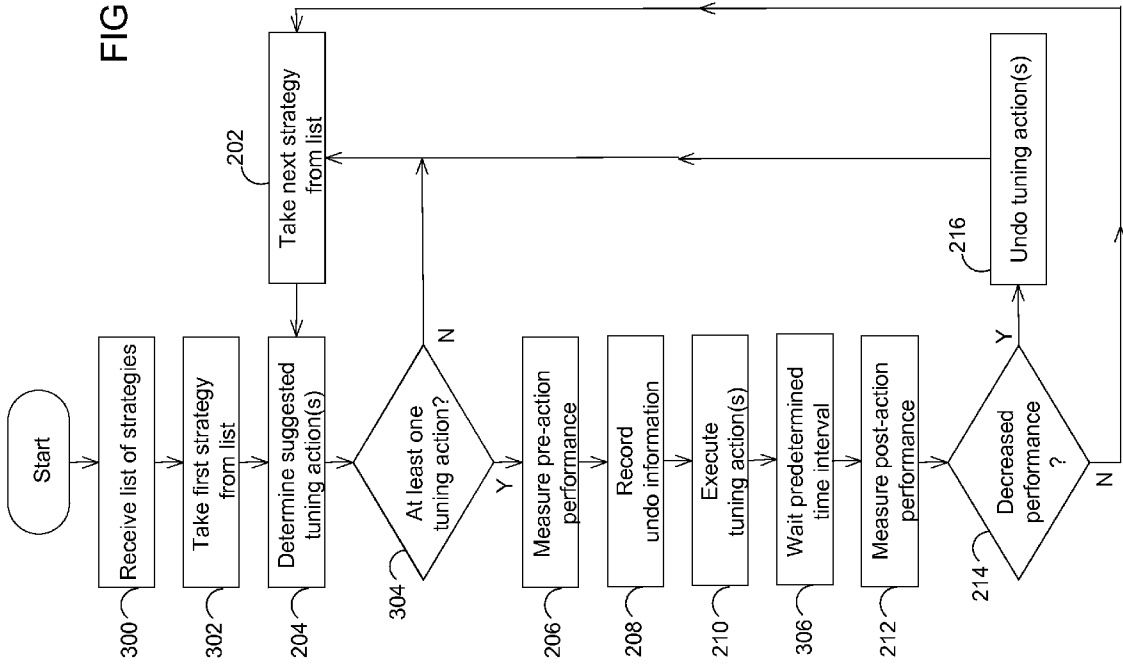 FIG
Start
300
Receive list of strategies
302
Take first strategy
from list
202
Take next strategy
from list
204
Determine suggested
tuning action(s)
304
At least one
tuning action?
N
Y
206
Measure pre-action
performance
208
Record
undo information
210
Execute
tuning action(s)
306
Wait predetermined
time interval
212
Measure post-action
performance
214
Decreased
performance
?
Y
N
216
Undo tuning action(s)